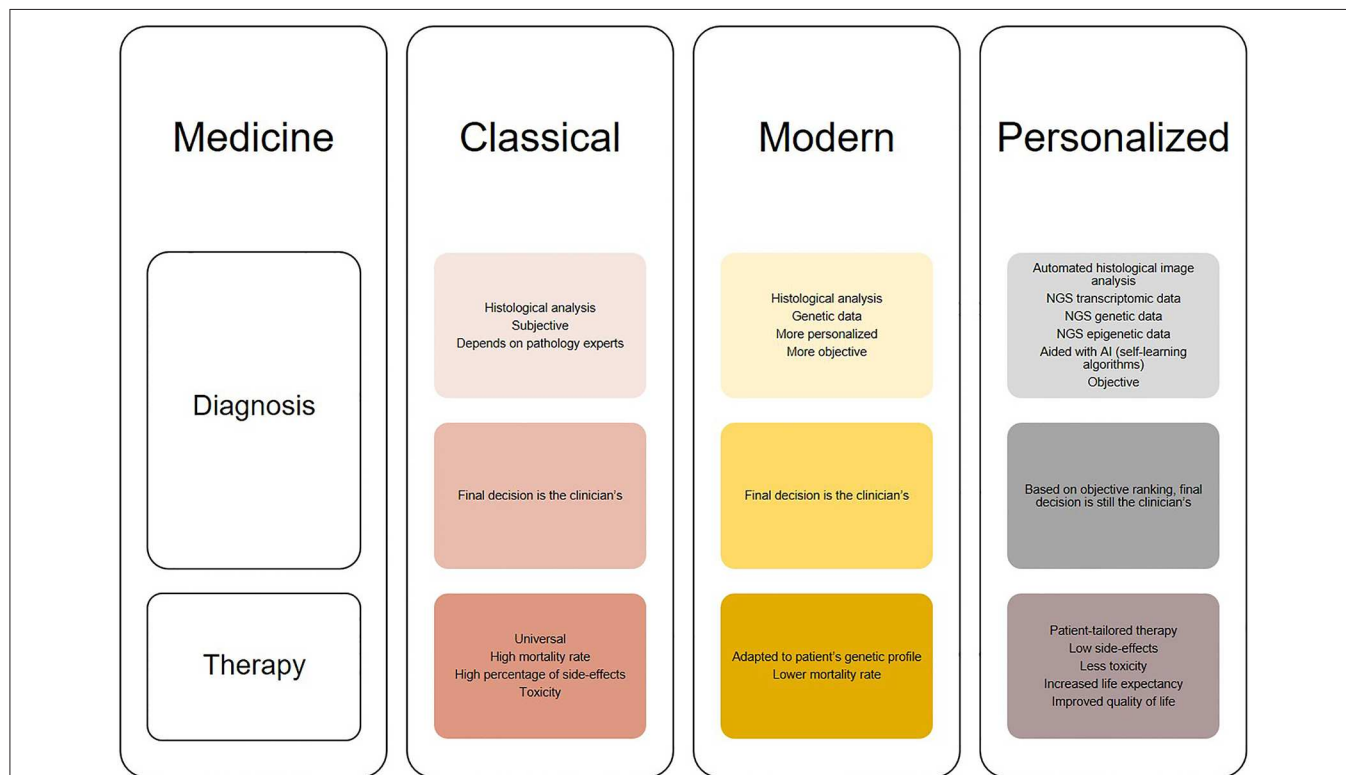 Medicine
Classical
Modern
Personalized
Diagnosis
Histological analysis
Subjective
Depends on pathology experts
Histological analysis
Genetic data
More personalized
More objective
Automated histological image
analysis
NGS transcriptomic data
NGS genetic data
NGS epigenetic data
Aided with AI (self-learning
algorithms)
Objective
Final decision is the clinician's
Final decision is the clinician's
Based on objective ranking, final
decision is still the clinician's
Therapy
Universal
High mortality rate
High percentage of side-effects
Toxicity
Adapted to patient's genetic profile
Lower mortality rate
Patient-tailored therapy
Low side-effects
Less toxicity
Increased life expectancy
Improved quality of life